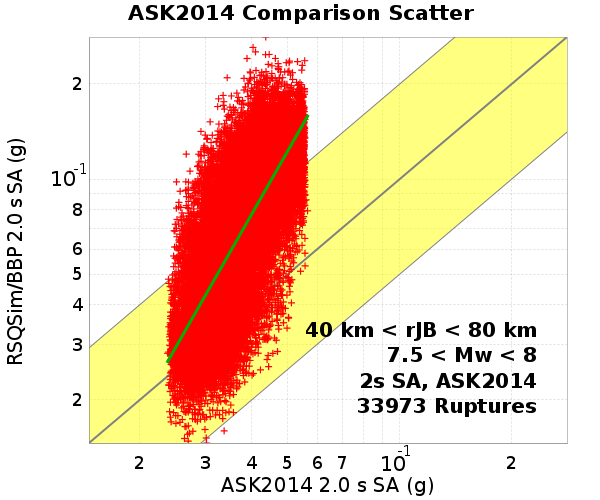 ASK2014 Comparison Scatter
RSQSim/BBP 2.0 s SA (g)
2
10-1
8
6
5
4
3
2
40 km < rJB < 80 km
7.5 < Mw < 8
2s SA, ASK2014
33973 Ruptures
2 3 4 5 6 7 10-1 2
ASK2014 2.0 s SA (g)